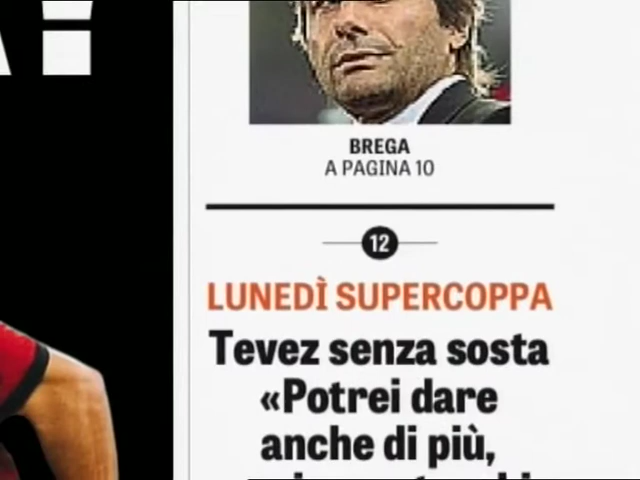 BREGA
A PAGINA 10
12
LUNEDÌ SUPERCOPPA
Tevez senza sosta
«Potrei dare
anche di più,